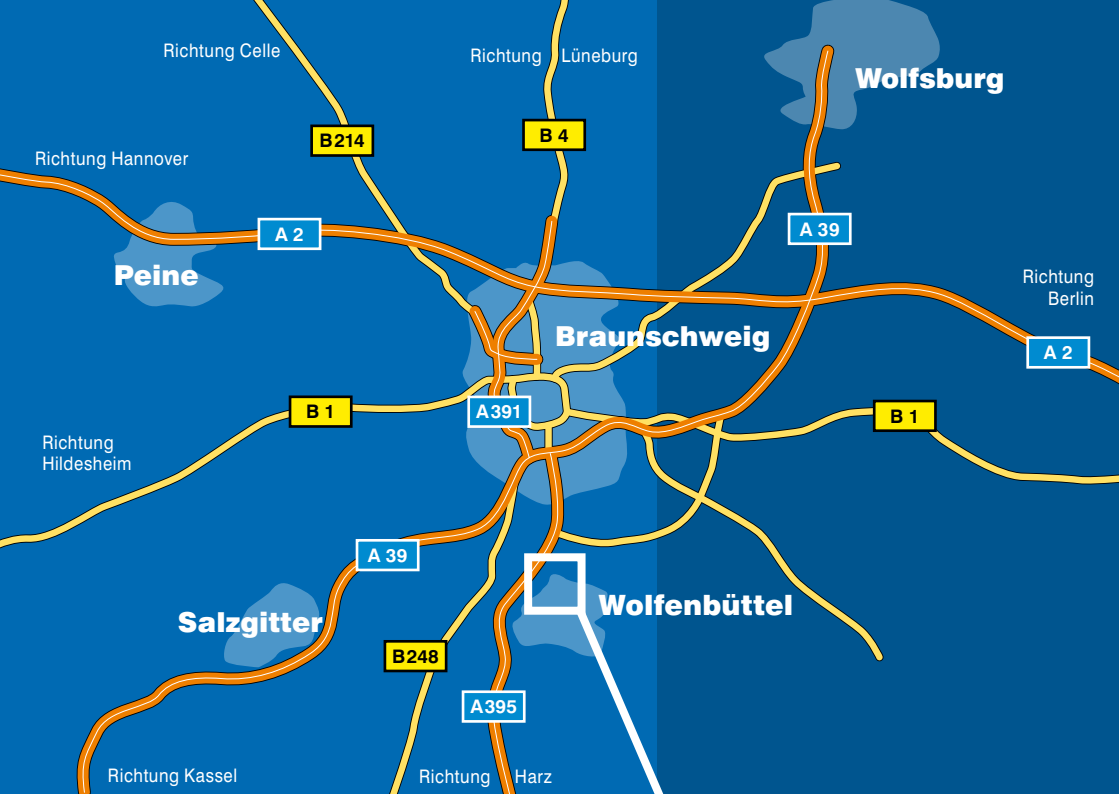 Richtung Celle
Richtung Lüneburg
Wolfsburg
B214
B 4
Richtung Hannover
A 2
A 39
Peine
Richtung
Berlin
Braunschweig
A 2
B 1
A391
B 1
Richtung
Hildesheim
A 39
Salzgitter
Wolfenbüttel
B248
A395
Richtung Kassel
Richtung Harz